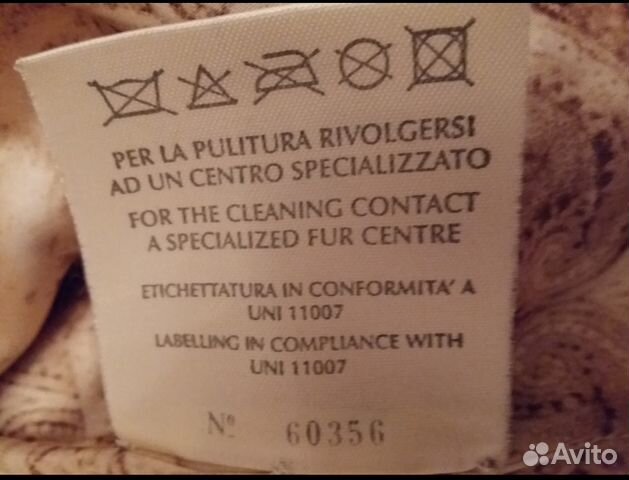 PER LA PULITURA RIVOLGERSI
AD UN CENTRO SPECIALIZZATO
FOR THE CLEANING CONTACT
A SPECIALIZED FUR CENTRE
ETICHETTATURA IN CONFORMITA' A
UNI 11007
LABELLING IN COMPLIANCE WITH
UNI 11007
Nº 60356
Avito